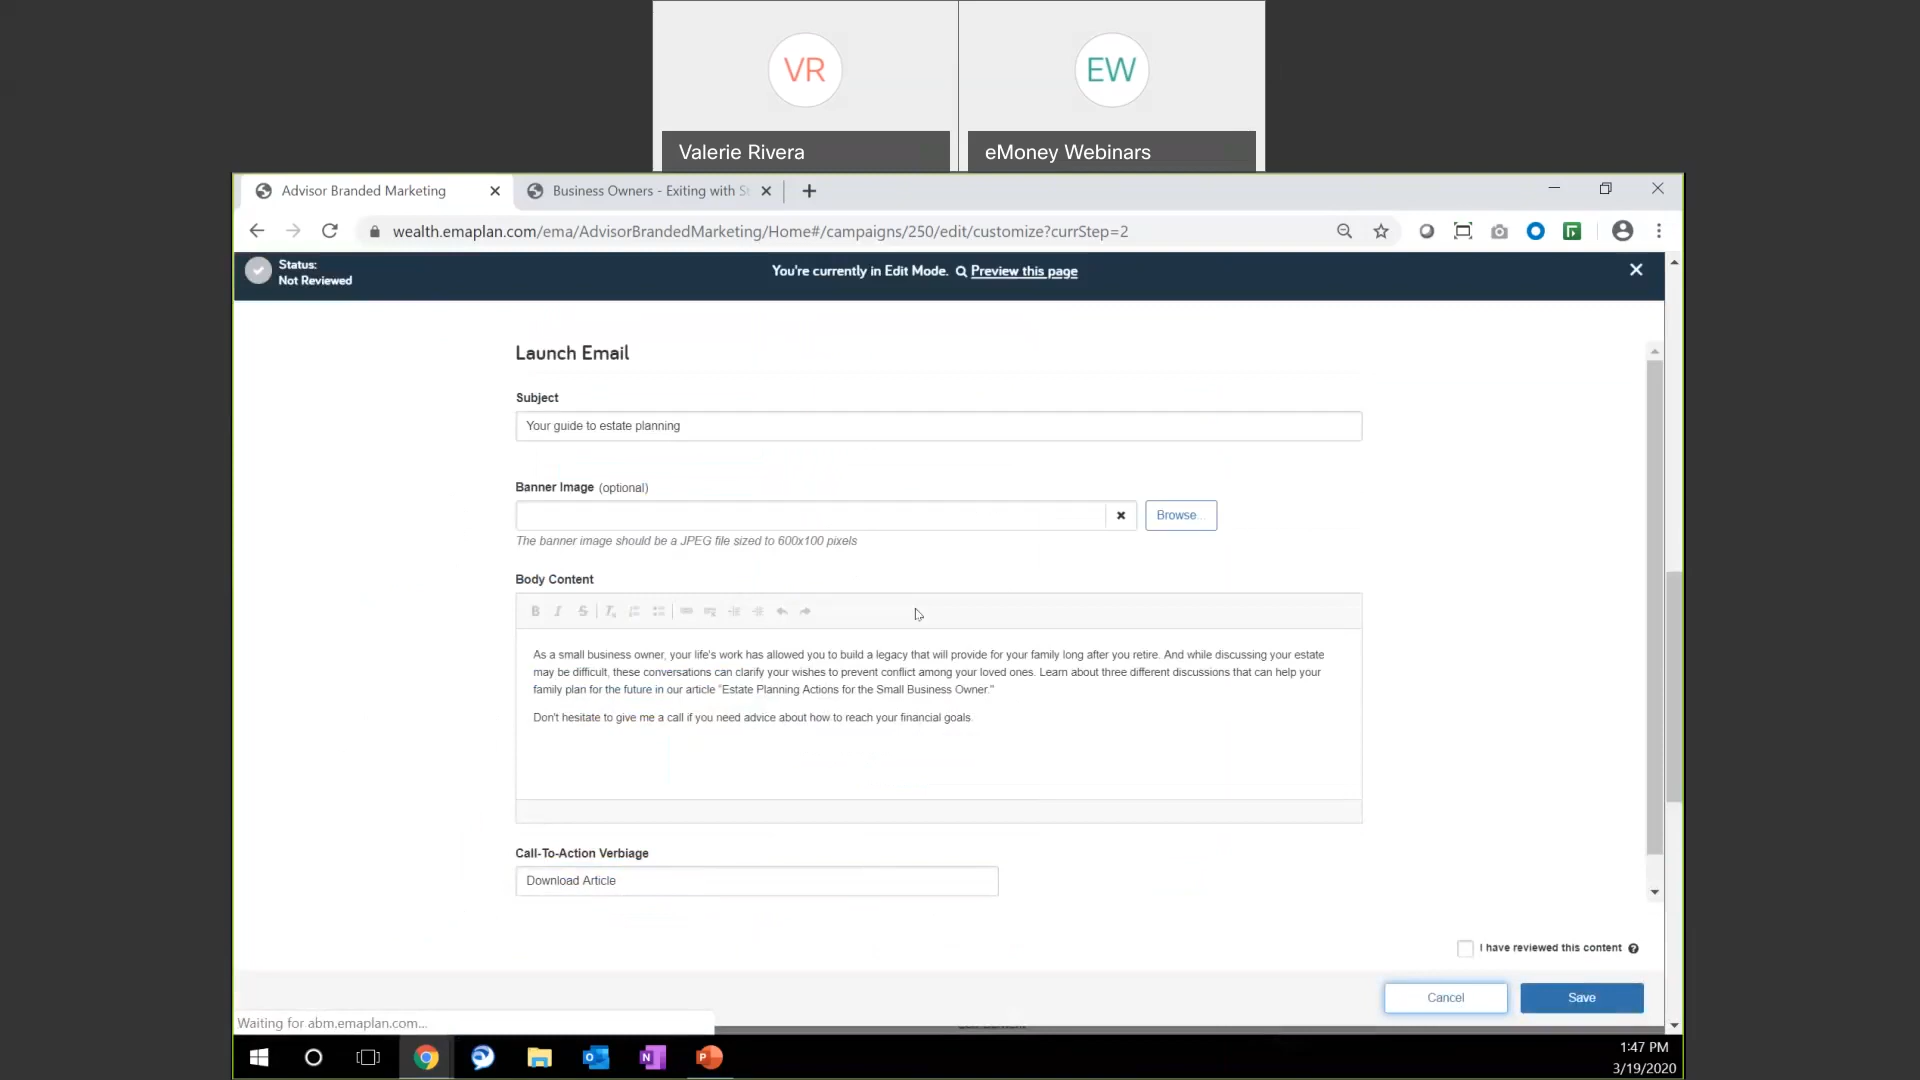 VR
EW
Valerie Rivera
eMoney Webinars
Advisor Branded Marketing
Business Owners - Exiting with S
wealth.emaplan.com/ema/AdvisorBrandedMarketing/Home#/campaigns/250/edit/customize?currStep=2
Status:
Not Reviewed
You're currently in Edit Mode. Preview this page
Launch Email
Subject
Your guide to estate planning
Banner Image (optional)
Browse...
The banner image should be a JPEG file sized to 600x100 pixels
Body Content
As a small business owner, your life's work has allowed you to build a legacy that will provide for your family long after you retire. And while discussing your estate
may be difficult, these conversations can clarify your wishes to prevent conflict among your loved ones. Learn about three different discussions that can help your
family plan for the future in our article "Estate Planning Actions for the Small Business Owner."
Don't hesitate to give me a call if you need advice about how to reach your financial goals.
Call-To-Action Verbiage
Download Article
I have reviewed this content
Cancel
Save
Waiting for abm.emaplan.com...
1:47 PM
3/19/2020